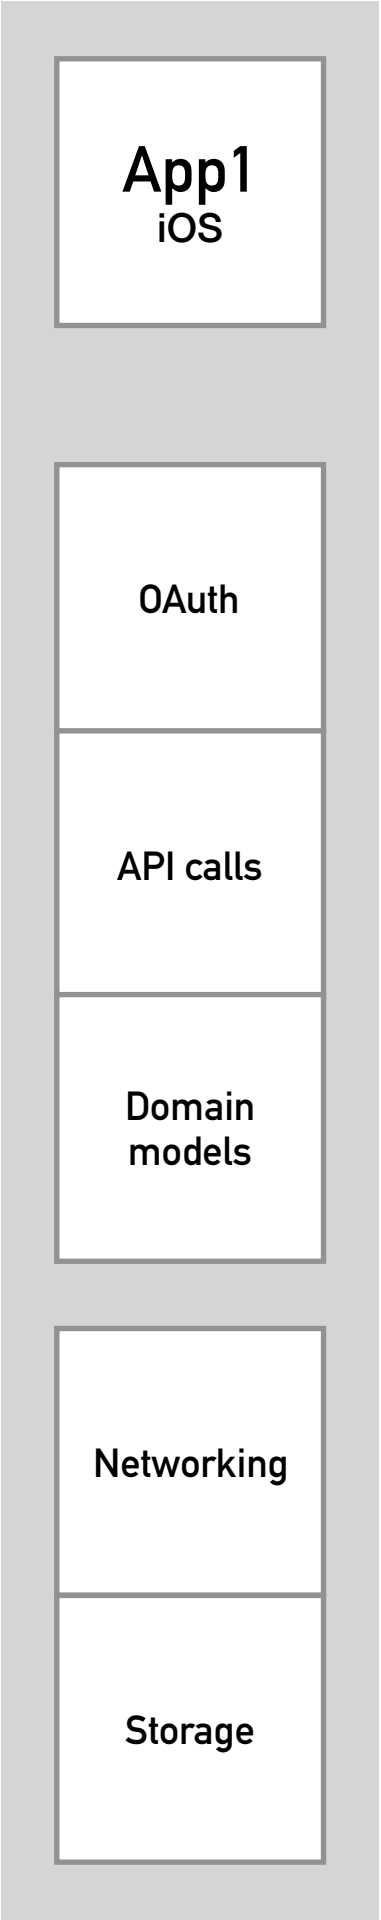 App1
iOS
OAuth
API calls
Domain
models
Networking
Storage